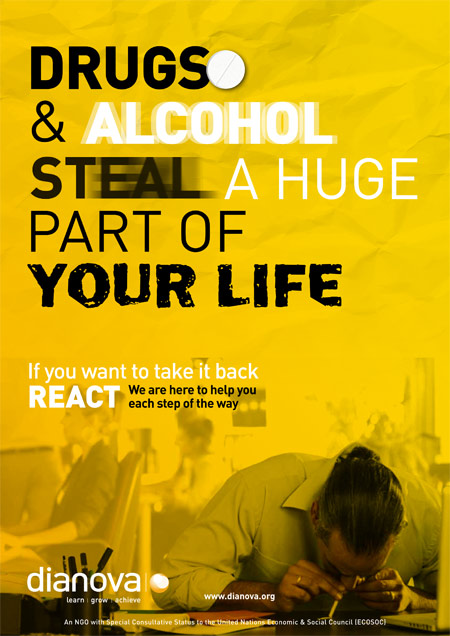 DRUGS
& ALCOHOL
STEAL A HUGE
PART OF
YOUR LIFE
If you want to take it back
REACT We are here to help you
each step of the way
dianova
learn | grow | achieve
www.dianova.org
An NGO with Special Consultative Status to the United Nations Economic & Social Council (ECOSOC)